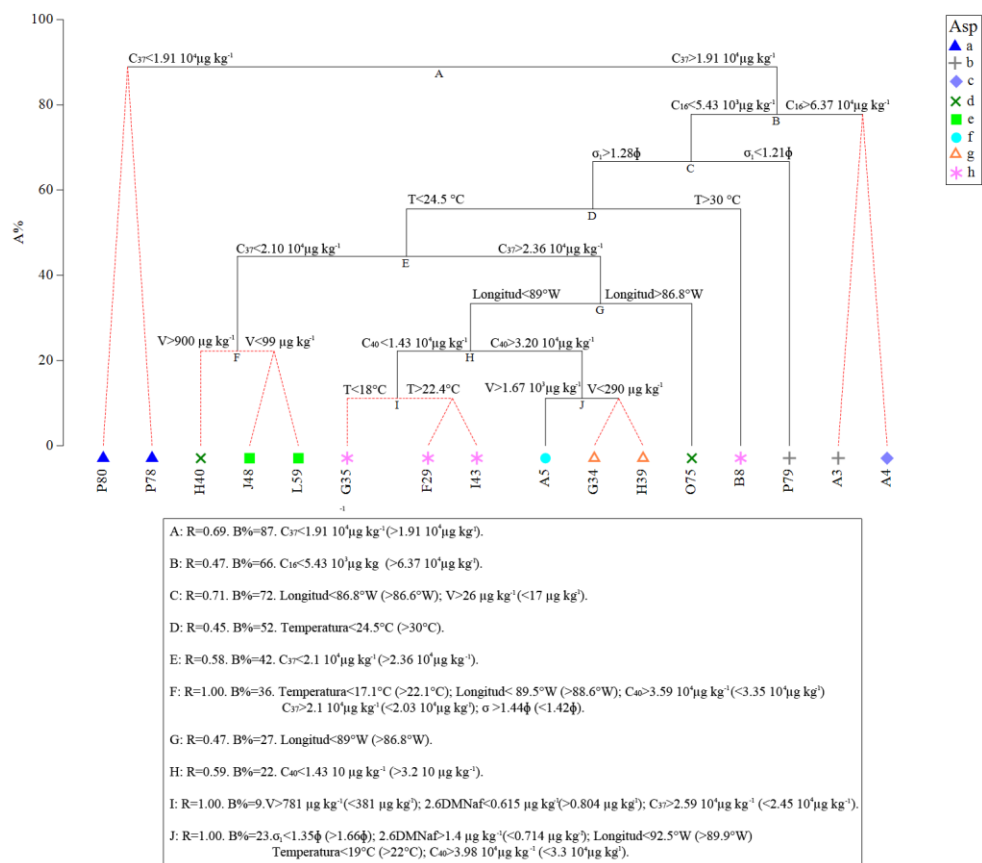 100
80
60
40
20
0
A%
C₃₇<1.91 10⁴µg kg⁻¹
C₃₇>1.91 10⁴µg kg⁻¹
A
C₁₆<5.43 10³µg kg⁻¹
C₁₆>6.37 10⁴µg kg⁻¹
B
σ₁>1.28ϕ
σ₁<1.21ϕ
C
T<24.5 °C
T>30 °C
D
C₃₇<2.10 10⁴µg kg⁻¹
C₃₇>2.36 10⁴µg kg⁻¹
E
Longitud<89°W
Longitud>86.8°W
G
V>900 µg kg⁻¹
V<99 µg kg⁻¹
F
C₄₀<1.43 10⁴µg kg⁻¹
C₄₀>3.20 10⁴µg kg⁻¹
H
T<18°C
T>22.4°C
I
V>1.67 10³µg kg⁻¹
V<290 µg kg⁻¹
J
P80
P78
H40
J48
L59
G35
F29
I43
A5
G34
H39
O75
B8
P79
A3
A4
-1
Asp
a
b
c
d
e
f
g
h
A: R=0.69. B%=87. C₃₇<1.91 10⁴µg kg⁻¹(>1.91 10⁴µg kg⁻¹).
B: R=0.47. B%=66. C₁₆<5.43 10³µg kg (>6.37 10⁴µg kg⁻¹).
C: R=0.71. B%=72. Longitud<86.8°W (>86.6°W); V>26 µg kg⁻¹(<17 µg kg⁻¹).
D: R=0.45. B%=52. Temperatura<24.5°C (>30°C).
E: R=0.58. B%=42. C₃₇<2.1 10⁴µg kg⁻¹(>2.36 10⁴µg kg⁻¹).
F: R=1.00. B%=36. Temperatura<17.1°C (>22.1°C); Longitud< 89.5°W (>88.6°W); C₄₀>3.59 10⁴µg kg⁻¹(<3.35 10⁴µg kg⁻¹)
C₃₇>2.1 10⁴µg kg⁻¹(<2.03 10⁴µg kg⁻¹); σ >1.44ϕ (<1.42ϕ).
G: R=0.47. B%=27. Longitud<89°W (>86.8°W).
H: R=0.59. B%=22. C₄₀<1.43 10 µg kg⁻¹ (>3.2 10 µg kg⁻¹).
I: R=1.00. B%=9.V>781 µg kg⁻¹(<381 µg kg⁻¹); 2.6DMNaf<0.615 µg kg⁻¹(>0.804 µg kg⁻¹); C₃₇>2.59 10⁴µg kg⁻¹ (<2.45 10⁴µg kg⁻¹).
J: R=1.00. B%=23.σ₁<1.35ϕ (>1.66ϕ); 2.6DMNaf>1.4 µg kg⁻¹(<0.714 µg kg⁻¹); Longitud<92.5°W (>89.9°W)
Temperatura<19°C (>22°C); C₄₀>3.98 10⁴µg kg⁻¹ (<3.3 10⁴µg kg⁻¹).